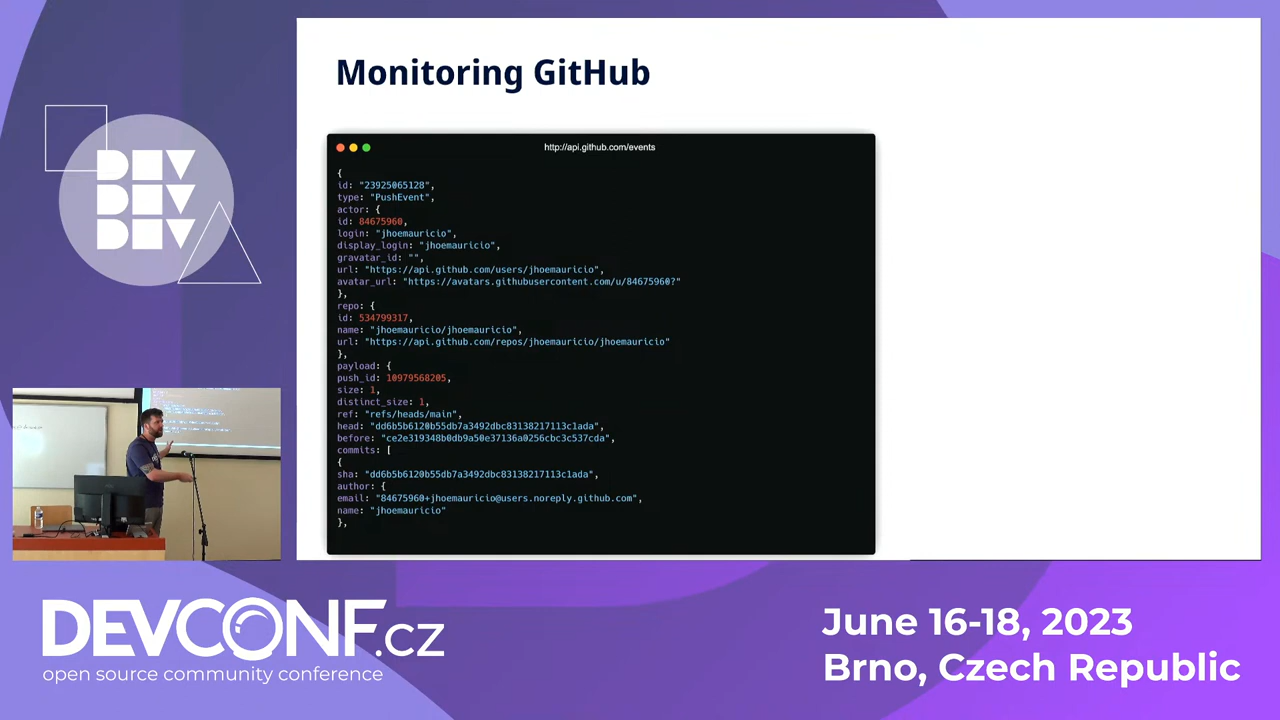 Monitoring GitHub
DEV
DEV
DEV
http://api.github.com/events
{
id: "23925065128",
type: "PushEvent",
actor: {
id: 84675960,
login: "jhoemauricio",
display_login: "jhoemauricio",
gravatar_id: "",
url: "https://api.github.com/users/jhoemauricio",
avatar_url: "https://avatars.githubusercontent.com/u/84675960?"
},
repo: {
id: 534799317,
name: "jhoemauricio/jhoemauricio",
url: "https://api.github.com/repos/jhoemauricio/jhoemauricio"
},
payload: {
push_id: 10979568205,
size: 1,
distinct_size: 1,
ref: "refs/heads/main",
head: "dd6b5b6120b55db7a3492dbc83138217113c1ada",
before: "ce2e319348b0db9a50e37136a0256cbc3c537cda",
commits: [
{
sha: "dd6b5b6120b55db7a3492dbc83138217113c1ada",
author: {
email: "84675960+jhoemauricio@users.noreply.github.com",
name: "jhoemauricio"
},
DEVCONF.cz
open source community conference
June 16-18, 2023
Brno, Czech Republic